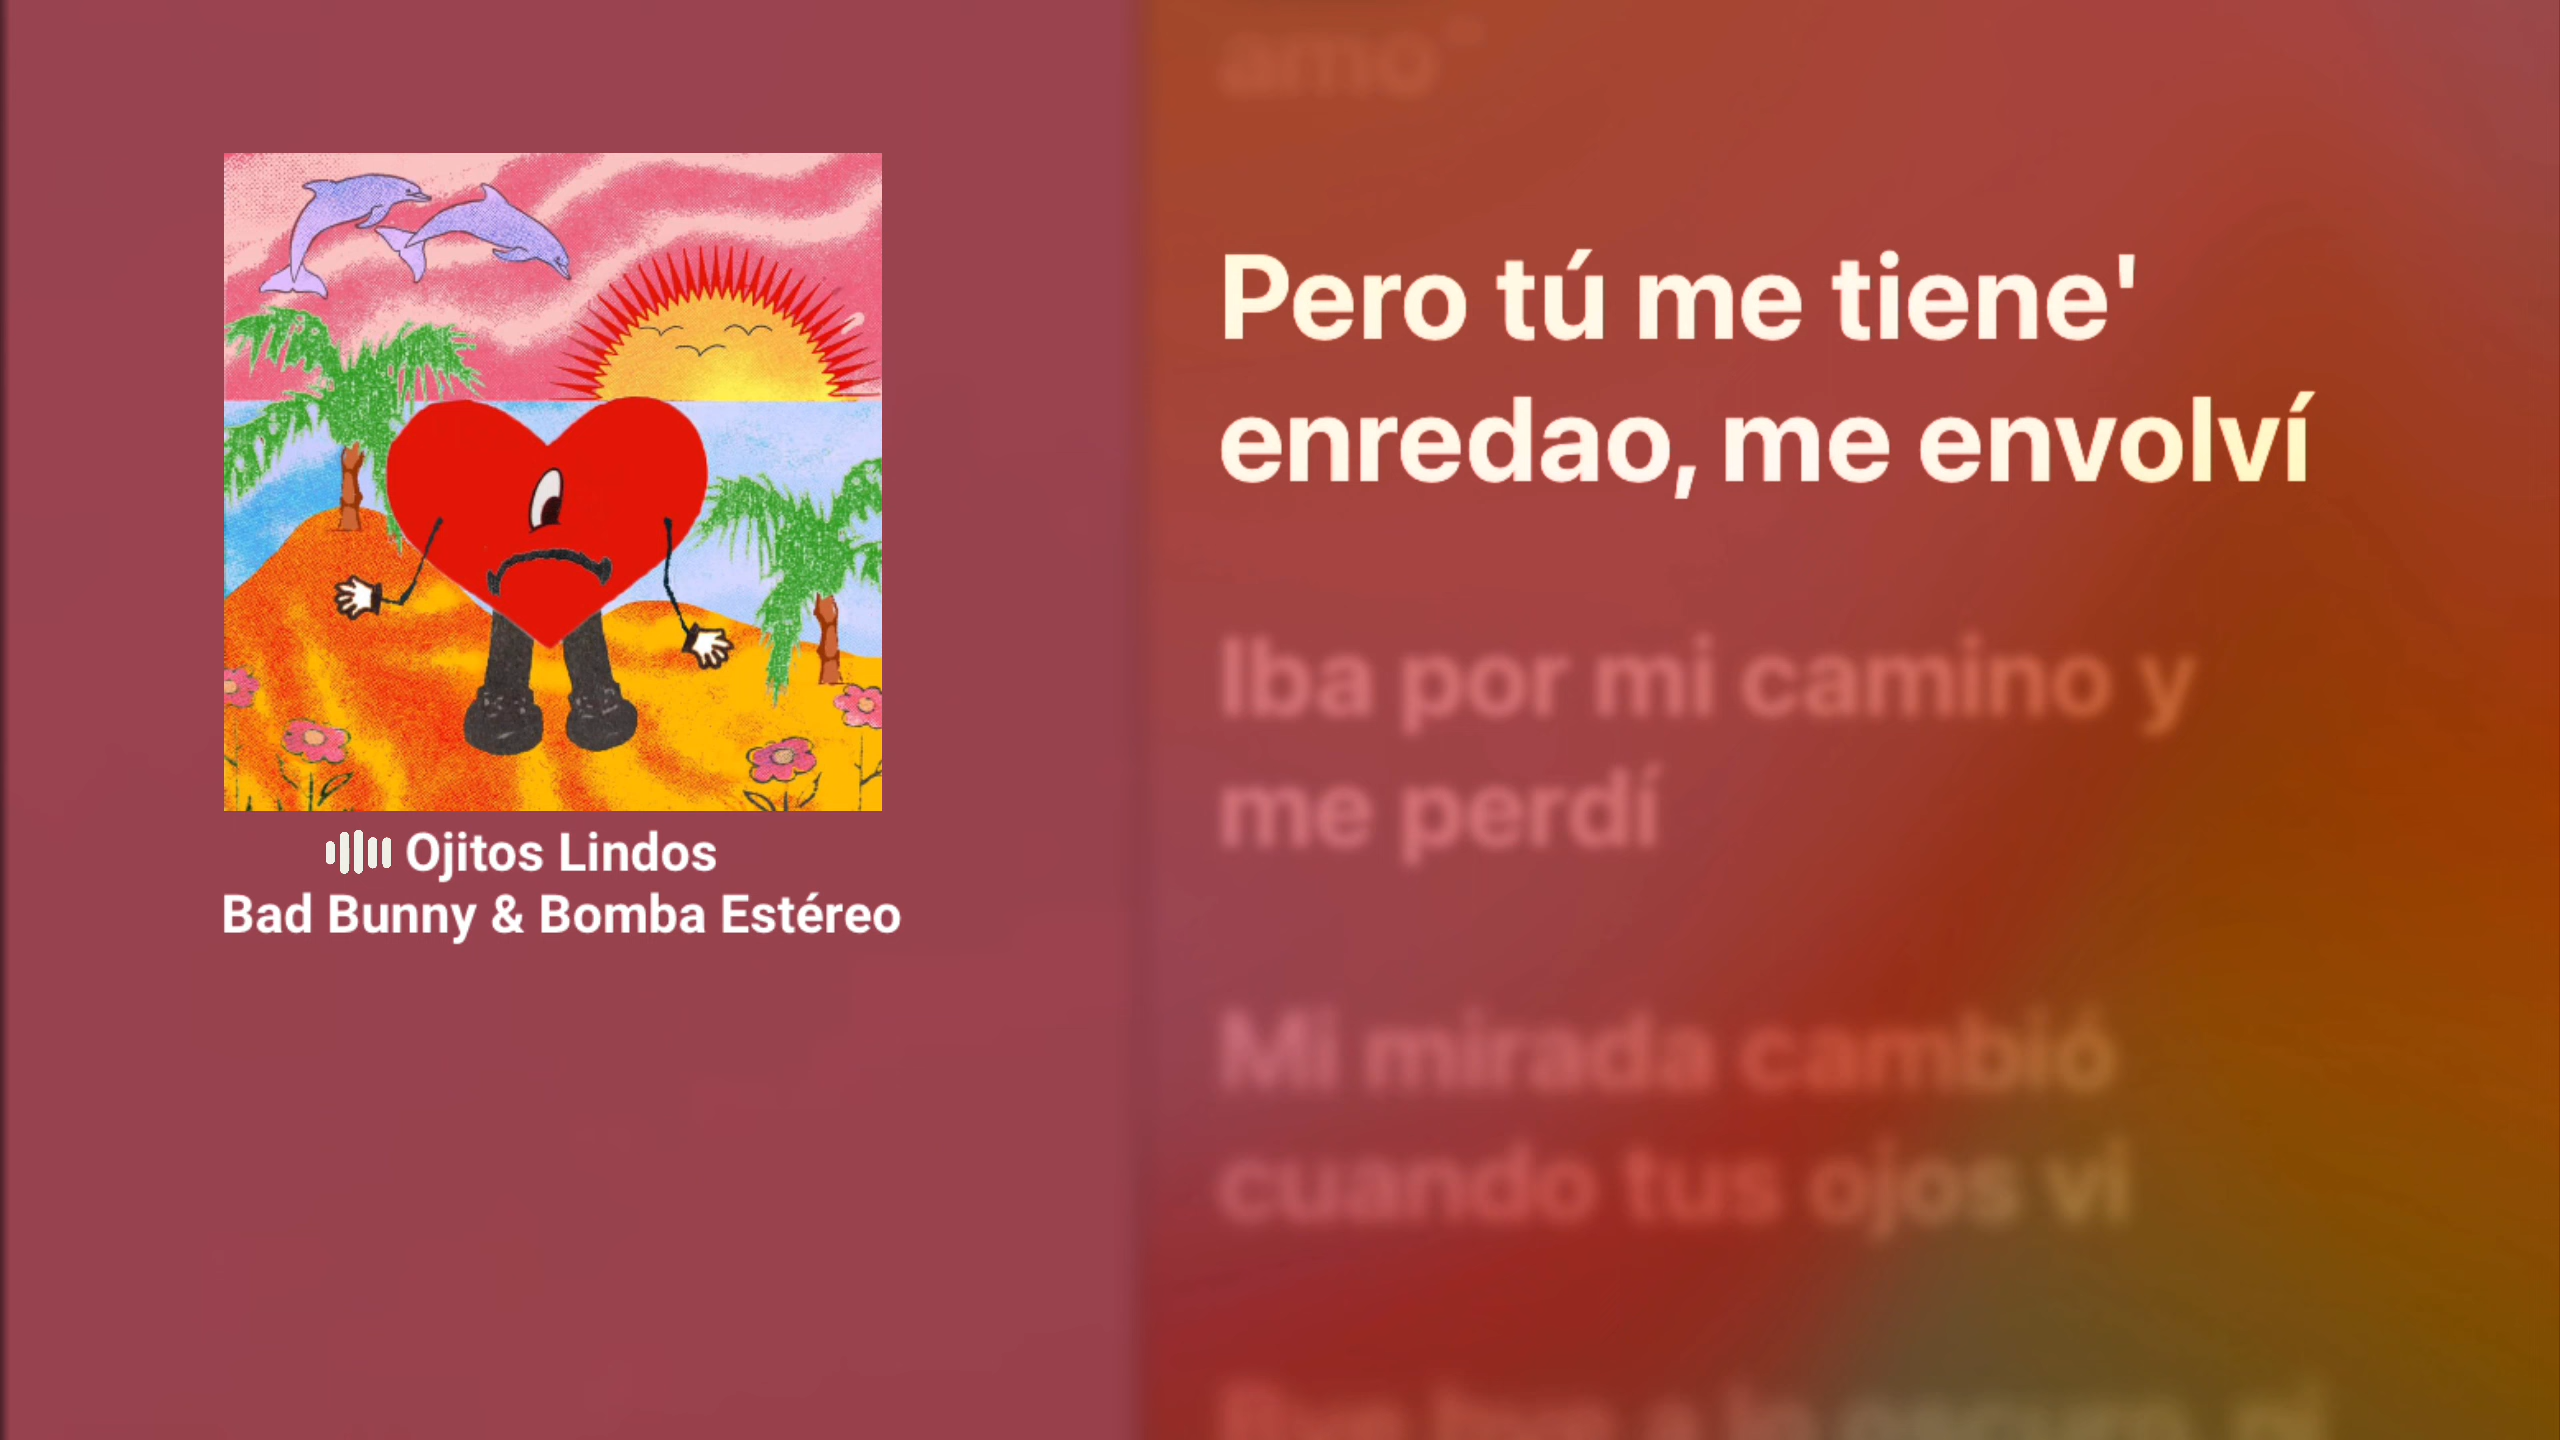 Ojitos Lindos
Bad Bunny & Bomba Estéreo
amo"
Pero tú me tiene'
enredao, me envolví
Iba por mi camino y
me perdí
Mi mirada cambió
cuando tus ojos vi